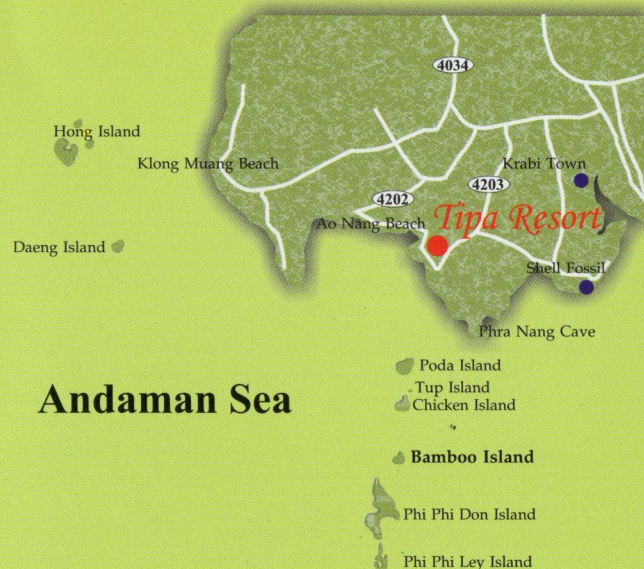 4034
Hong Island
Klong Muang Beach
Krabi Town
4202
4203
Ao Nang Beach
Tipa Resort
Daeng Island
Shell Fossil
Phra Nang Cave
Poda Island
Tup Island
Andaman Sea
Chicken Island
Bamboo Island
Phi Phi Don Island
Phi Phi Ley Island